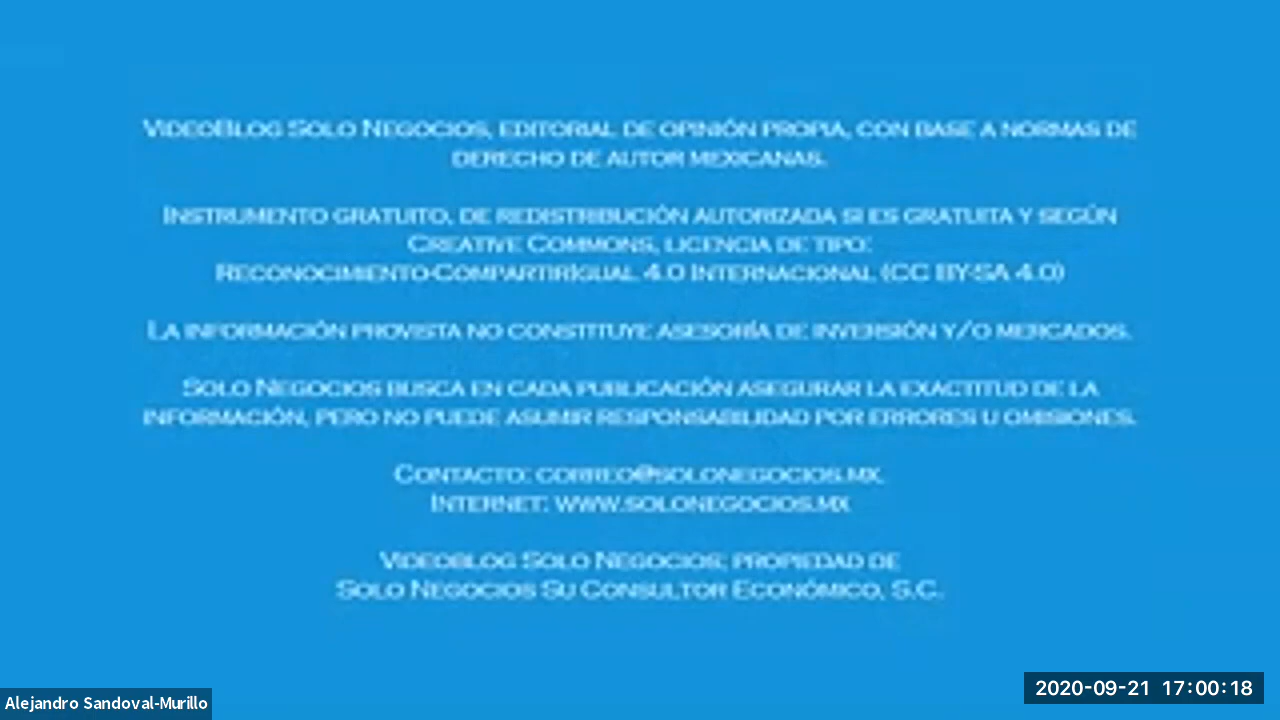 VideoBlog Solo Negocios, editorial de opinión propia, con base a normas de
derecho de autor mexicanas.
Instrumento gratuito, de redistribución autorizada si es gratuita y según
Creative Commons, licencia de tipo:
Reconocimiento-CompartirIgual 4.0 Internacional (CC BY-SA 4.0)
La información provista no constituye asesoría de inversión y/o mercados.
Solo Negocios busca en cada publicación asegurar la exactitud de la
información, pero no puede asumir responsabilidad por errores u omisiones.
Contacto: correo@solonegocios.mx.
Internet: www.solonegocios.mx
Videoblog Solo Negocios; propiedad de
Solo Negocios Su Consultor Económico, S.C.
Alejandro Sandoval-Murillo
2020-09-21 17:00:18